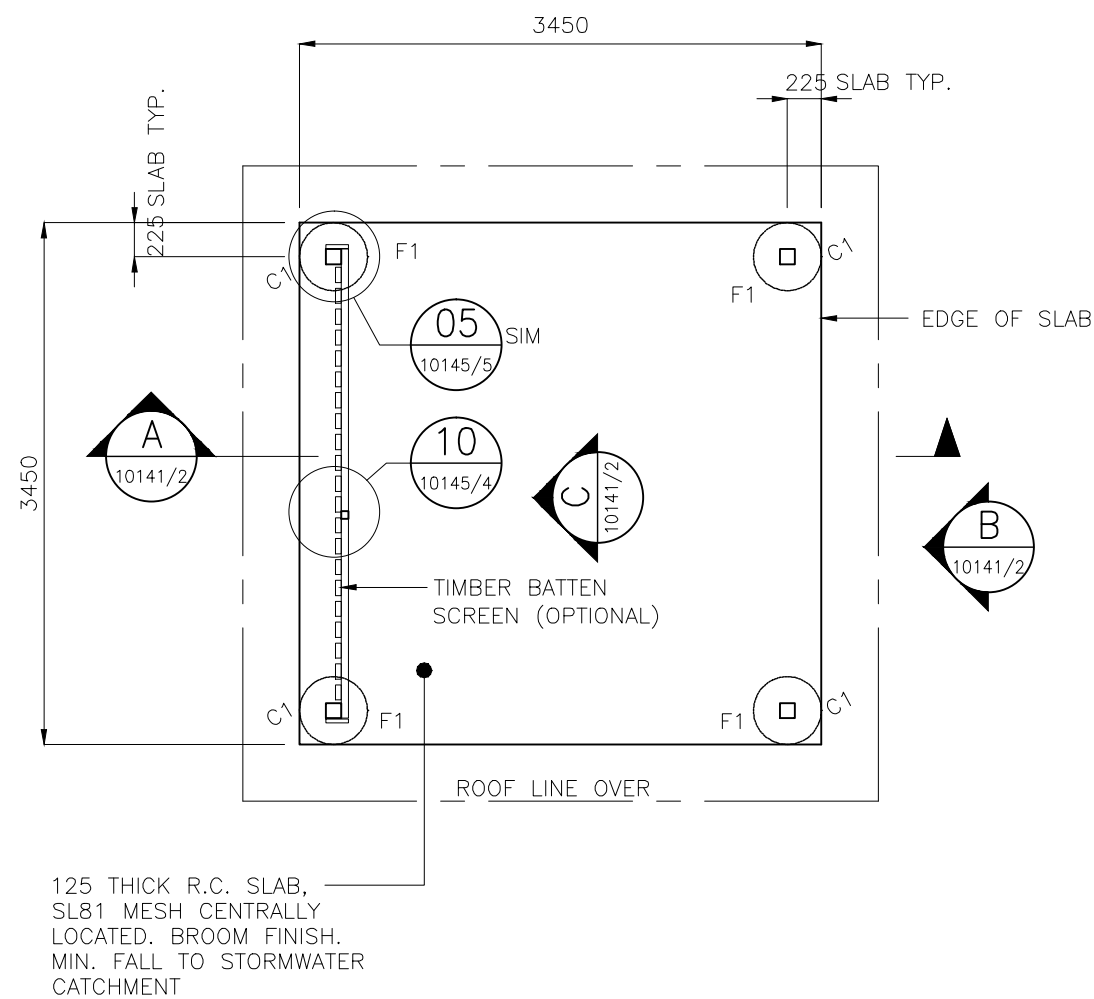 3450
225 SLAB TYP.
225 SLAB TYP.
C1
F1
C1
F1
05
10145/5
SIM
EDGE OF SLAB
A
10141/2
10
10145/4
C
10141/2
B
10141/2
3450
TIMBER BATTEN
SCREEN (OPTIONAL)
C1
F1
F1
C1
ROOF LINE OVER
125 THICK R.C. SLAB,
SL81 MESH CENTRALLY
LOCATED. BROOM FINISH.
MIN. FALL TO STORMWATER
CATCHMENT